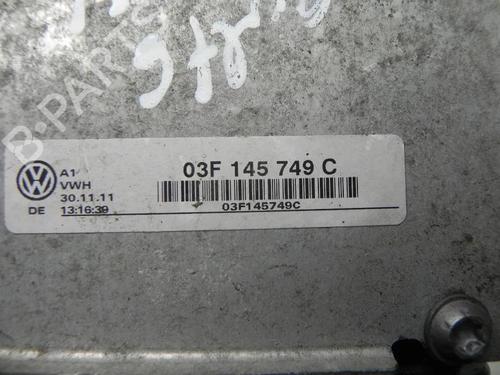 B-PARTS
A1
VWH
30.11.11
DE 13:16:39
03F 145 749 C
03F145749C